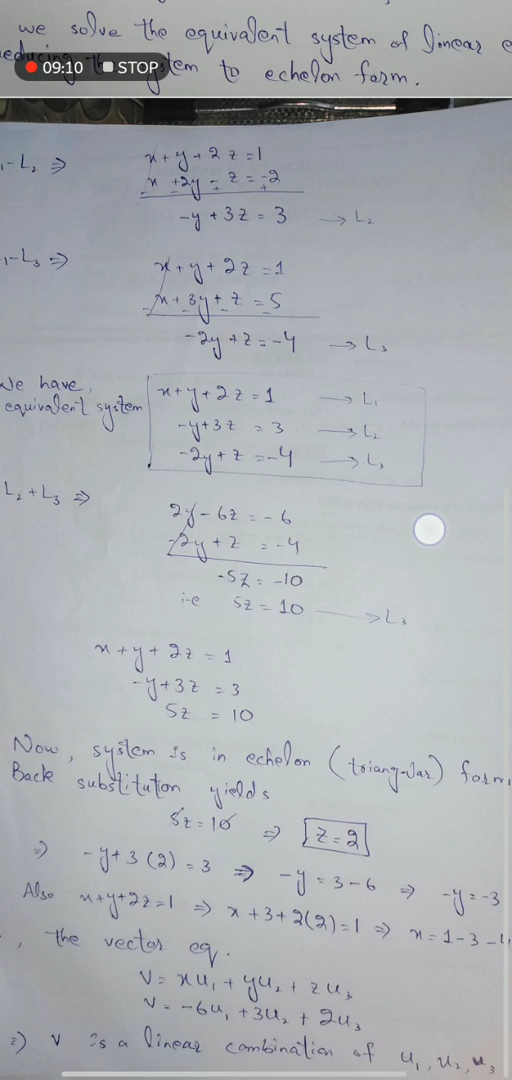 we solve the equivalent system of linear e
09:10 STOP
tem to echelon form.
-L₂ ⇒ x + y + 2z = 1
x + 2y - z = -2
-y + 3z = 3 → L₂
-L₃ ⇒ x + y + 2z = 1
x + 3y + z = 5
-2y + z = -4 → L₃
We have,
equivalent system
x + y + 2z = 1 → L₁
-y + 3z = 3 → L₂
-2y + z = -4 → L₃
L₂ + L₃ ⇒
2y - 6z = -6
-2y + z = -4
-5z = -10
i-e 5z = 10 → L₃
x + y + 2z = 1
-y + 3z = 3
5z = 10
Now, system is in echelon (triangular) form,
Back substitution yields
5z = 10 ⇒ z = 2
⇒ -y + 3(2) = 3 ⇒ -y = 3 - 6 ⇒ -y = -3
Also x + y + 2z = 1 ⇒ x + 3 + 2(2) = 1 ⇒ x = 1 - 3 - 4
, the vector eq.
V = xu₁ + yu₂ + zu₃
V = -6u₁ + 3u₂ + 2u₃
⇒ V is a linear combination of u₁, u₂, u₃